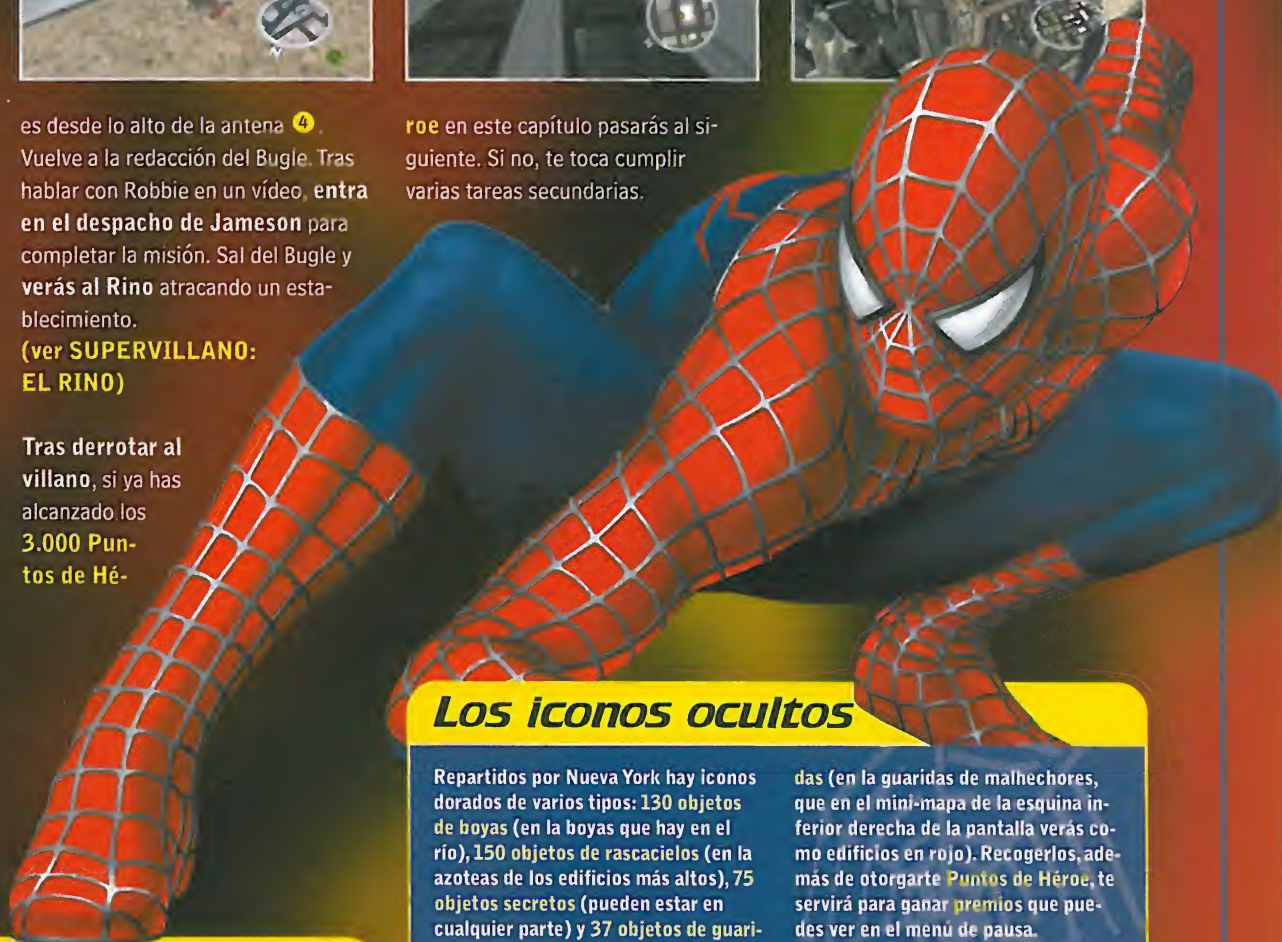 es desde lo alto de la antena 4.
Vuelve a la redacción del Bugle. Tras
hablar con Robbie en un vídeo, entra
en el despacho de Jameson para
completar la misión. Sal del Bugle y
verás al Rino atracando un esta-
blecimiento.
(ver SUPERVILLANO:
EL RINO)
Tras derrotar al
villano, si ya has
alcanzado los
3.000 Pun-
tos de Hé-
roe en este capítulo pasarás al si-
guiente. Si no, te toca cumplir
varias tareas secundarias.
Los iconos ocultos
Repartidos por Nueva York hay iconos
dorados de varios tipos: 130 objetos
de boyas (en la boyas que hay en el
río), 150 objetos de rascacielos (en la
azoteas de los edificios más altos), 75
objetos secretos (pueden estar en
cualquier parte) y 37 objetos de guari-
das (en la guaridas de malhechores,
que en el mini-mapa de la esquina in-
ferior derecha de la pantalla verás co-
mo edificios en rojo). Recogerlos, ade-
más de otorgarte Puntos de Héroe, te
servirá para ganar premios que pue-
des ver en el menú de pausa.